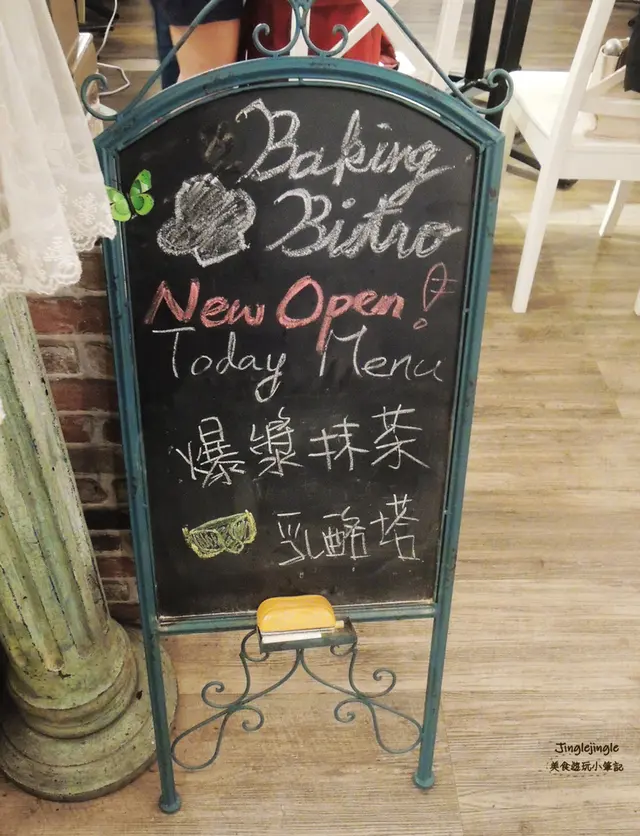 Baking
Bistro
New Open!
Today Menu
爆漿抹茶
乳酪塔
Jinglejingle
美食遊玩小筆記